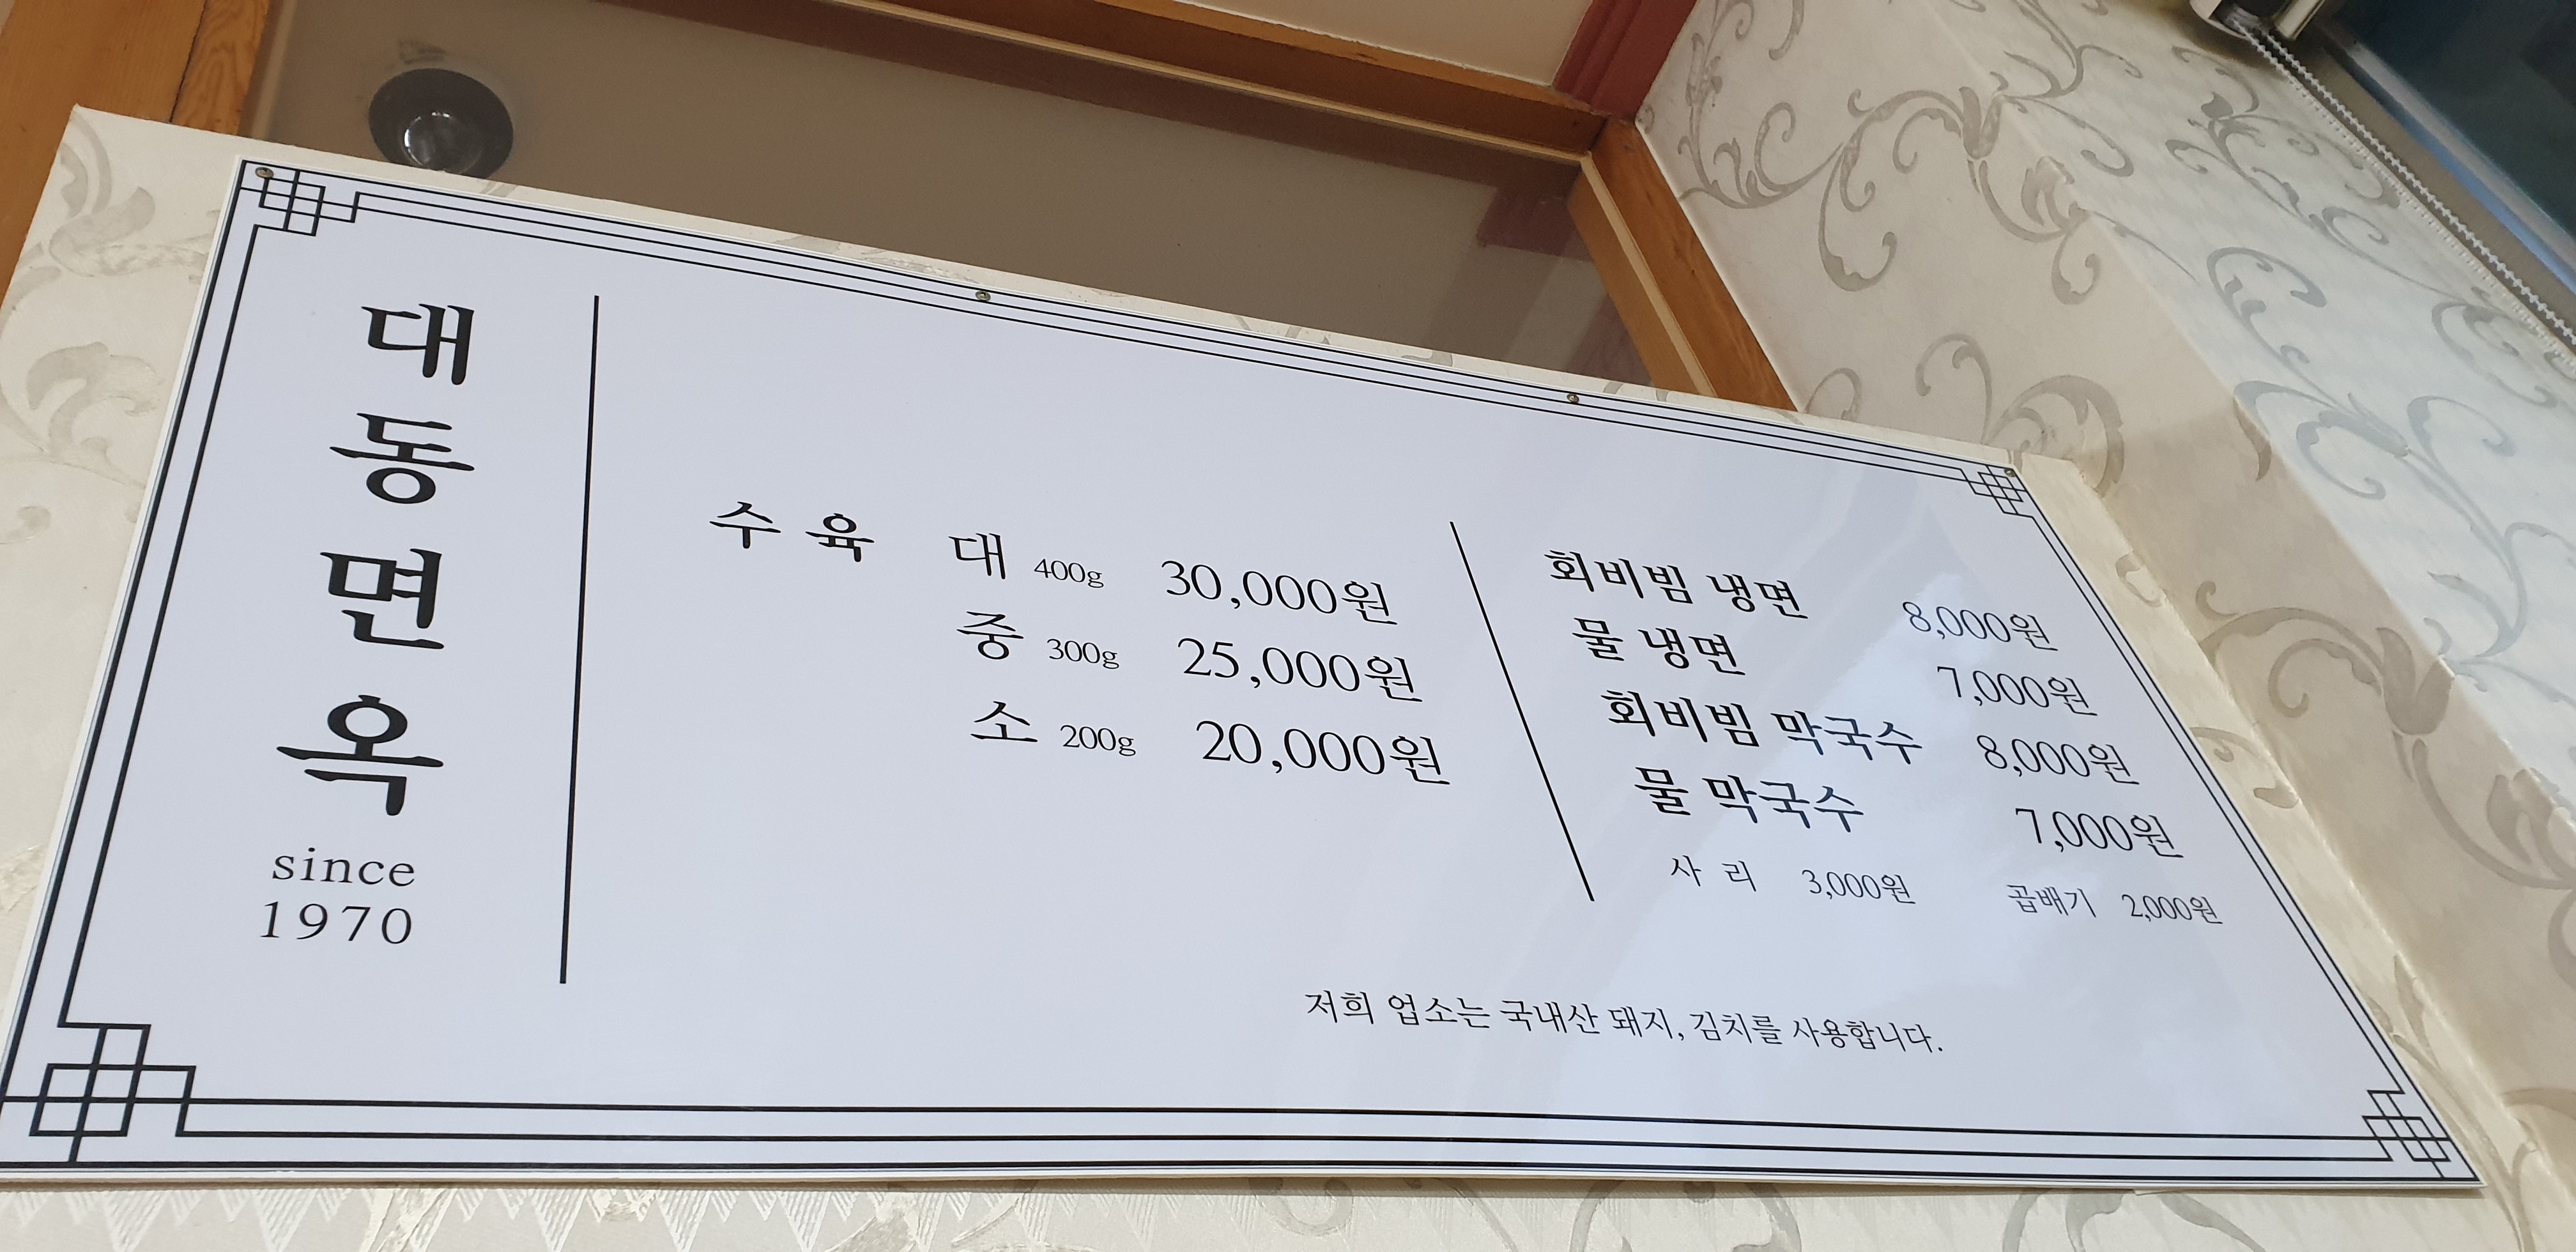 대동면옥
since
1970
수육 대 400g 30,000원
중 300g 25,000원
소 200g 20,000원
회비빔 냉면 8,000원
물 냉면 7,000원
회비빔 막국수 8,000원
물 막국수 7,000원
사리 3,000원 곱배기 2,000원
저희 업소는 국내산 돼지, 김치를 사용합니다.